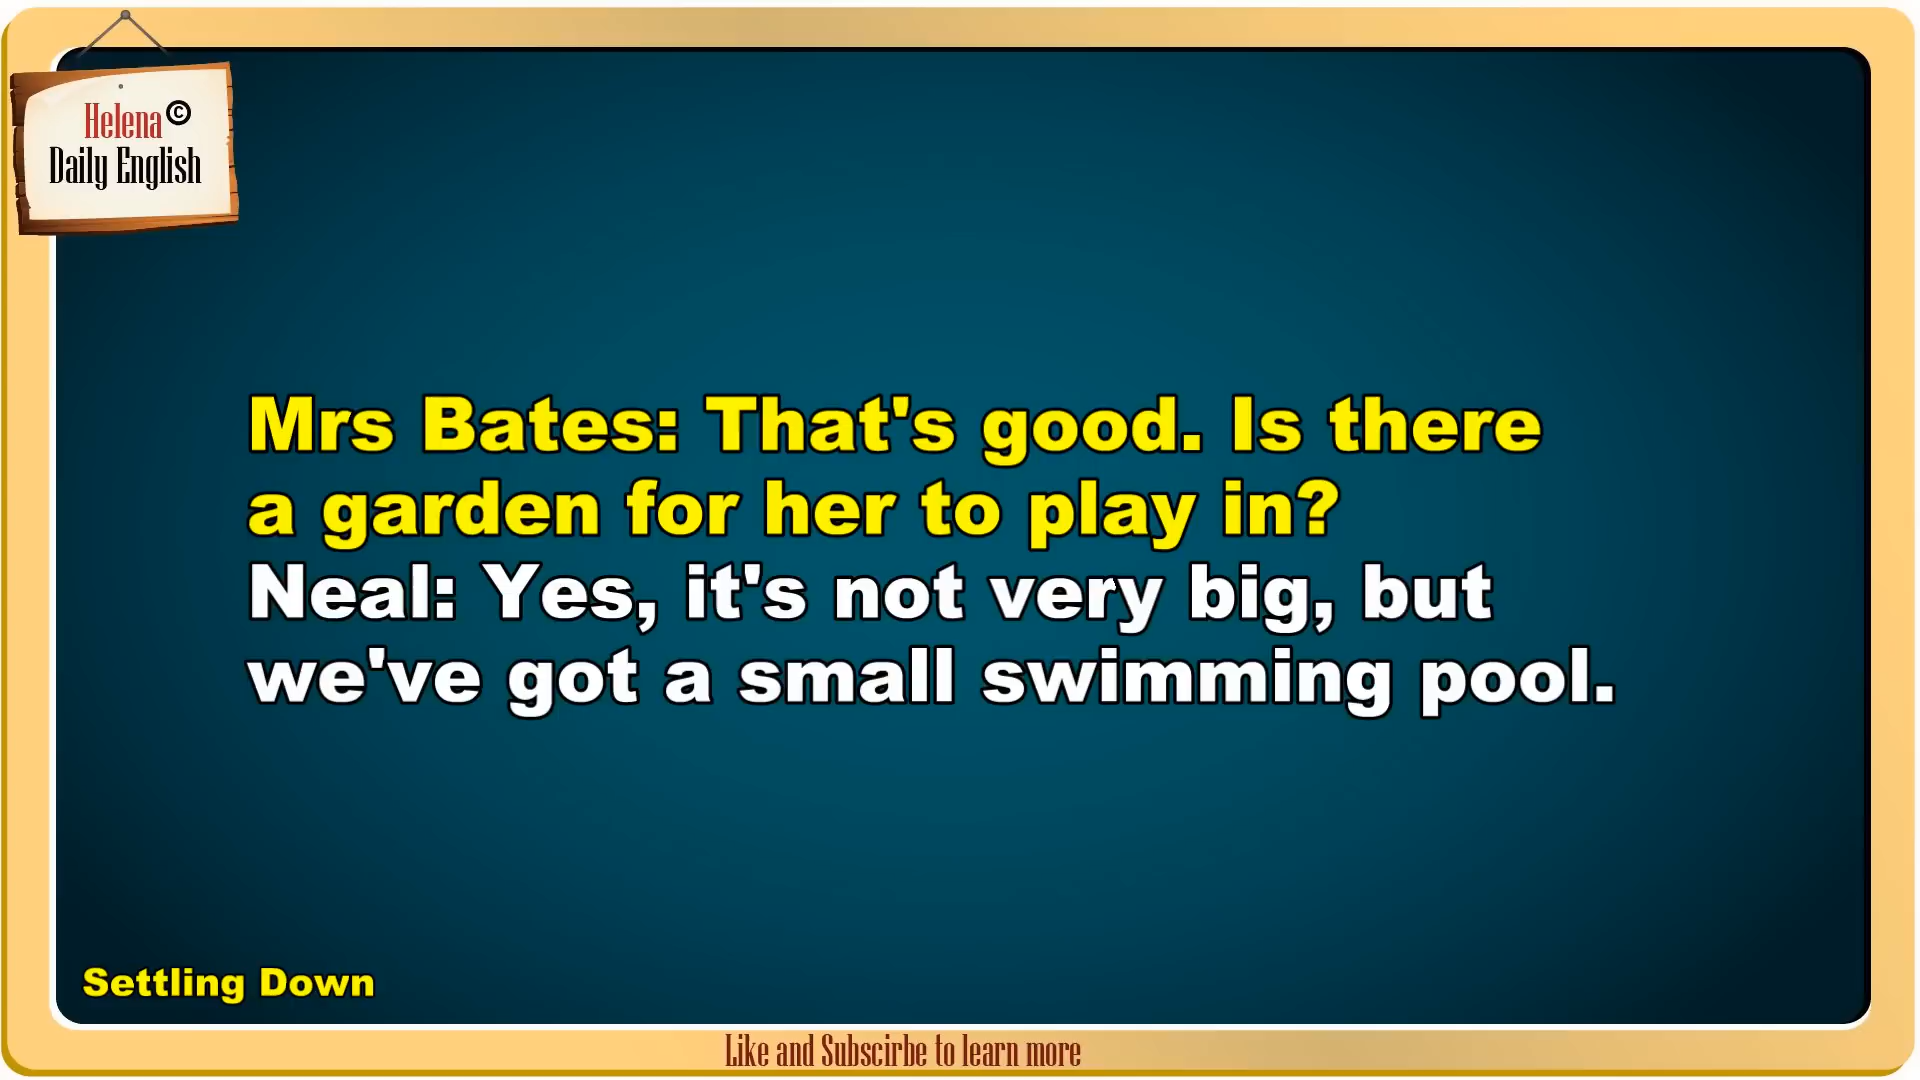 Helena©
Daily English
Mrs Bates: That's good. Is there
a garden for her to play in?
Neal: Yes, it's not very big, but
we've got a small swimming pool.
Settling Down
Like and Subscirbe to learn more